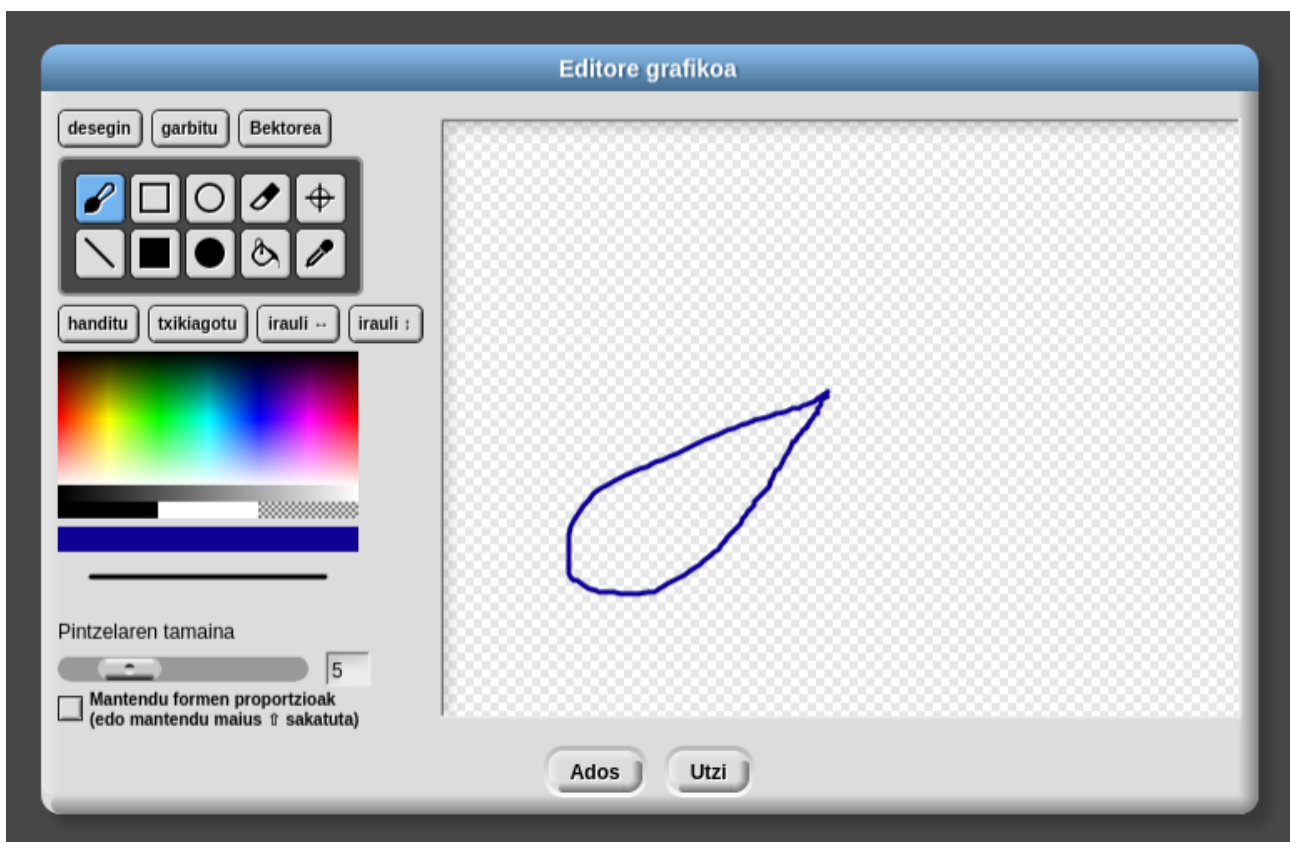 Editore grafikoa
desegin garbitu Bektorea
handitu txikiagotu irauli ↔ irauli ↕
Pintzelaren tamaina
5
Mantendu formen proportzioak
(edo mantendu maius ⇧ sakatuta)
Ados Utzi